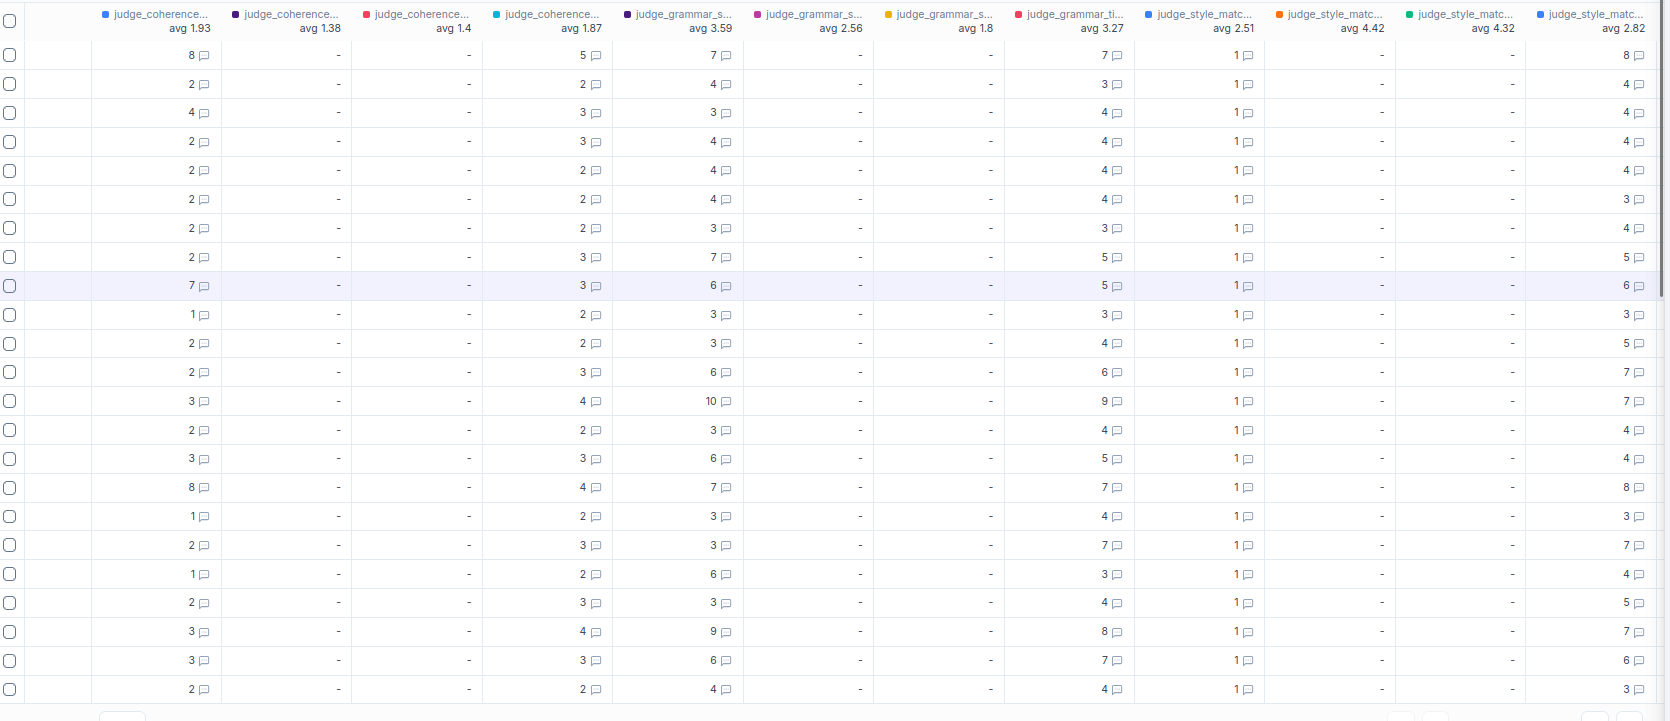 judge_coherence... judge_coherence... judge_coherence... judge_coherence... judge_grammar_s... judge_grammar_s... judge_grammar_s... judge_grammar_ti... judge_style_matc... judge_style_matc... judge_style_matc... judge_style_matc...
avg 1.93 avg 1.38 avg 1.4 avg 1.87 avg 3.59 avg 2.56 avg 1.8 avg 3.27 avg 2.51 avg 4.42 avg 4.32 avg 2.82
8 - - 5 7 - - 7 1 - - 8
2 - - 2 4 - - 3 1 - - 4
4 - - 3 3 - - 4 1 - - 4
2 - - 3 4 - - 4 1 - - 4
2 - - 2 4 - - 4 1 - - 4
2 - - 2 4 - - 4 1 - - 3
2 - - 2 3 - - 3 1 - - 4
2 - - 3 7 - - 5 1 - - 5
7 - - 3 6 - - 5 1 - - 6
1 - - 2 3 - - 3 1 - - 3
2 - - 2 3 - - 4 1 - - 5
2 - - 3 6 - - 6 1 - - 7
3 - - 4 10 - - 9 1 - - 7
2 - - 2 3 - - 4 1 - - 4
3 - - 3 6 - - 5 1 - - 4
8 - - 4 7 - - 7 1 - - 8
1 - - 2 3 - - 4 1 - - 3
2 - - 3 3 - - 7 1 - - 7
1 - - 2 6 - - 3 1 - - 4
2 - - 3 3 - - 4 1 - - 5
3 - - 4 9 - - 8 1 - - 7
3 - - 3 6 - - 7 1 - - 6
2 - - 2 4 - - 4 1 - - 3